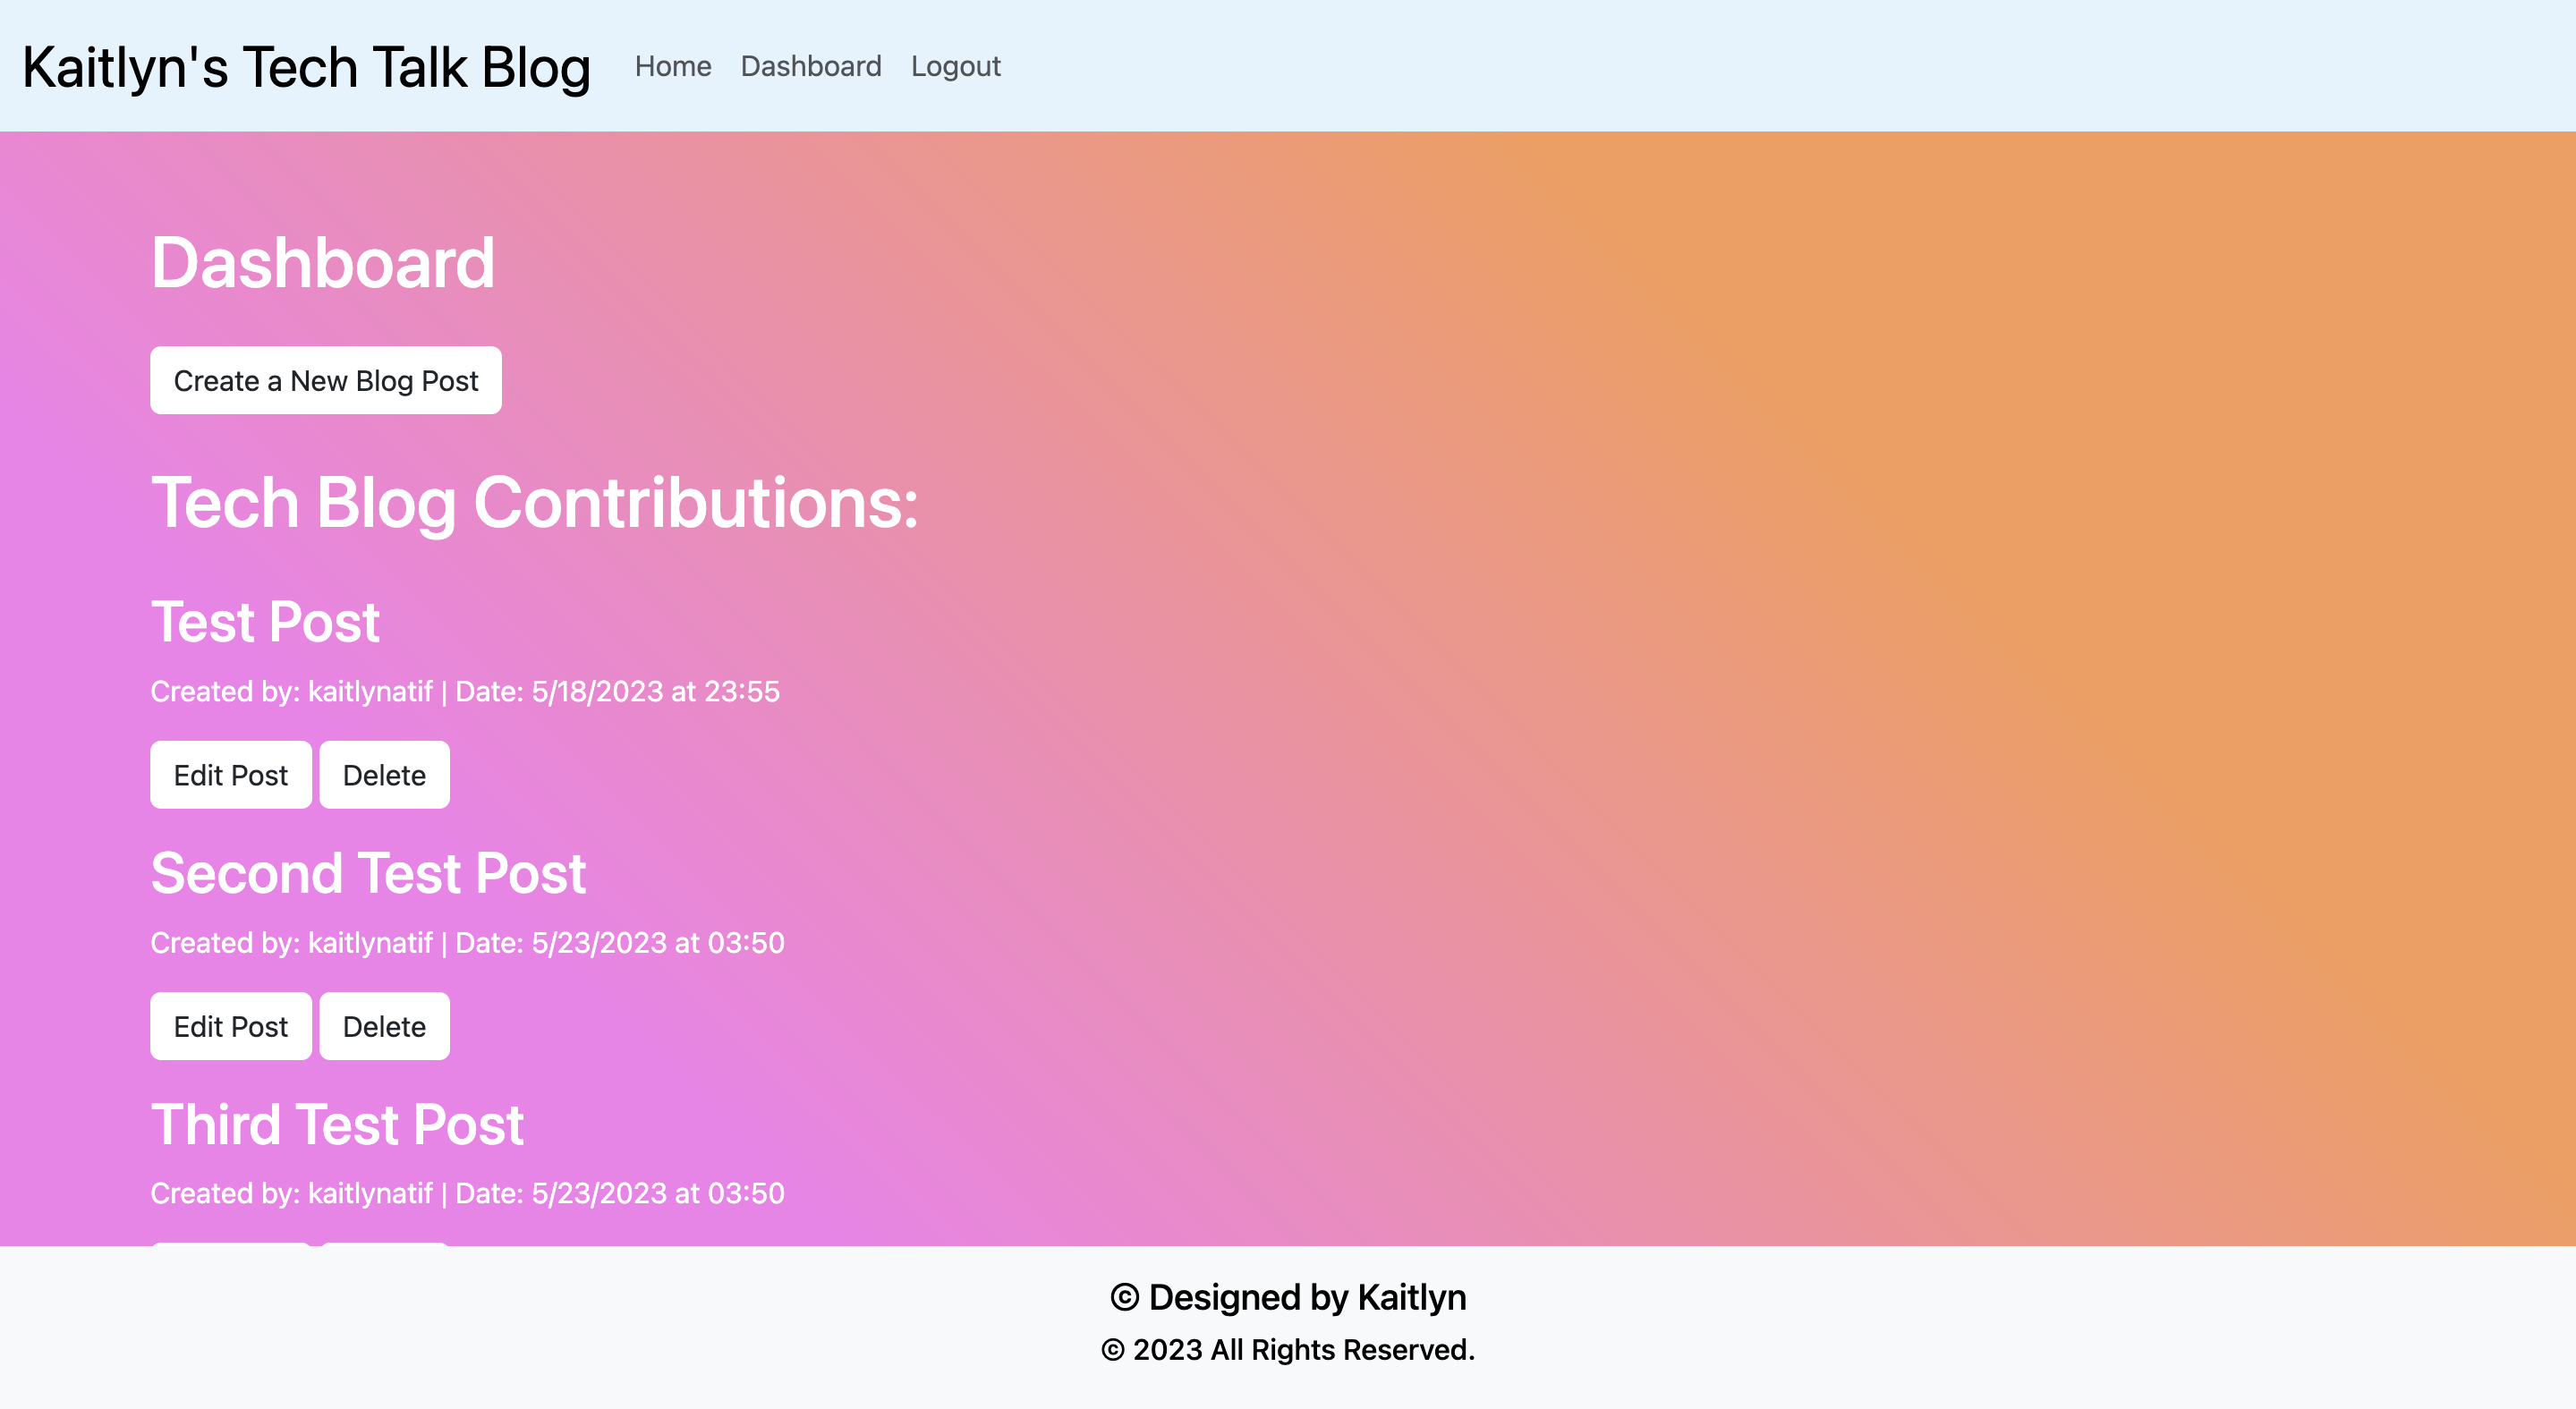 Kaitlyn's Tech Talk Blog Home Dashboard Logout
Dashboard
Create a New Blog Post
Tech Blog Contributions:
Test Post
Created by: kaitlynatif | Date: 5/18/2023 at 23:55
Edit Post Delete
Second Test Post
Created by: kaitlynatif | Date: 5/23/2023 at 03:50
Edit Post Delete
Third Test Post
Created by: kaitlynatif | Date: 5/23/2023 at 03:50
© Designed by Kaitlyn
© 2023 All Rights Reserved.